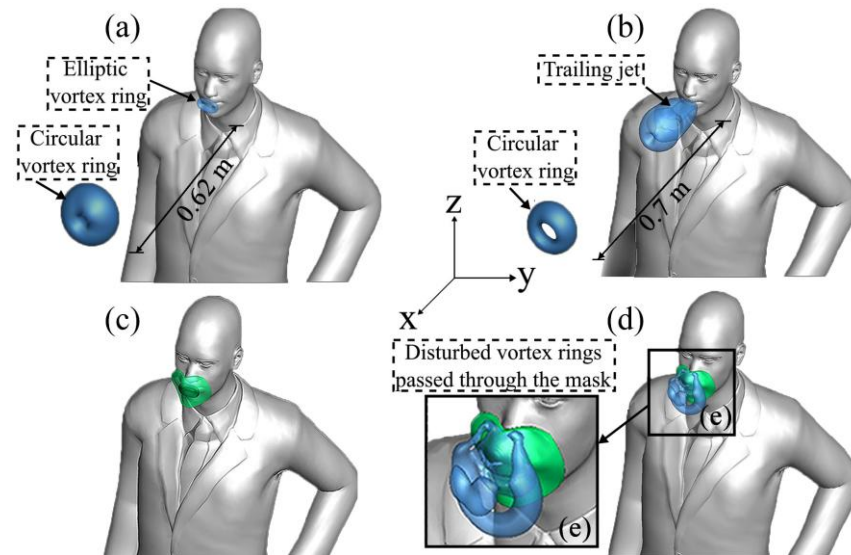 (a)
Elliptic
vortex ring
Circular
vortex ring
0.62 m
(b)
Trailing jet
Circular
vortex ring
0.7 m
z
y
x
(c)
(d)
Disturbed vortex rings
passed through the mask
(e)
(e)